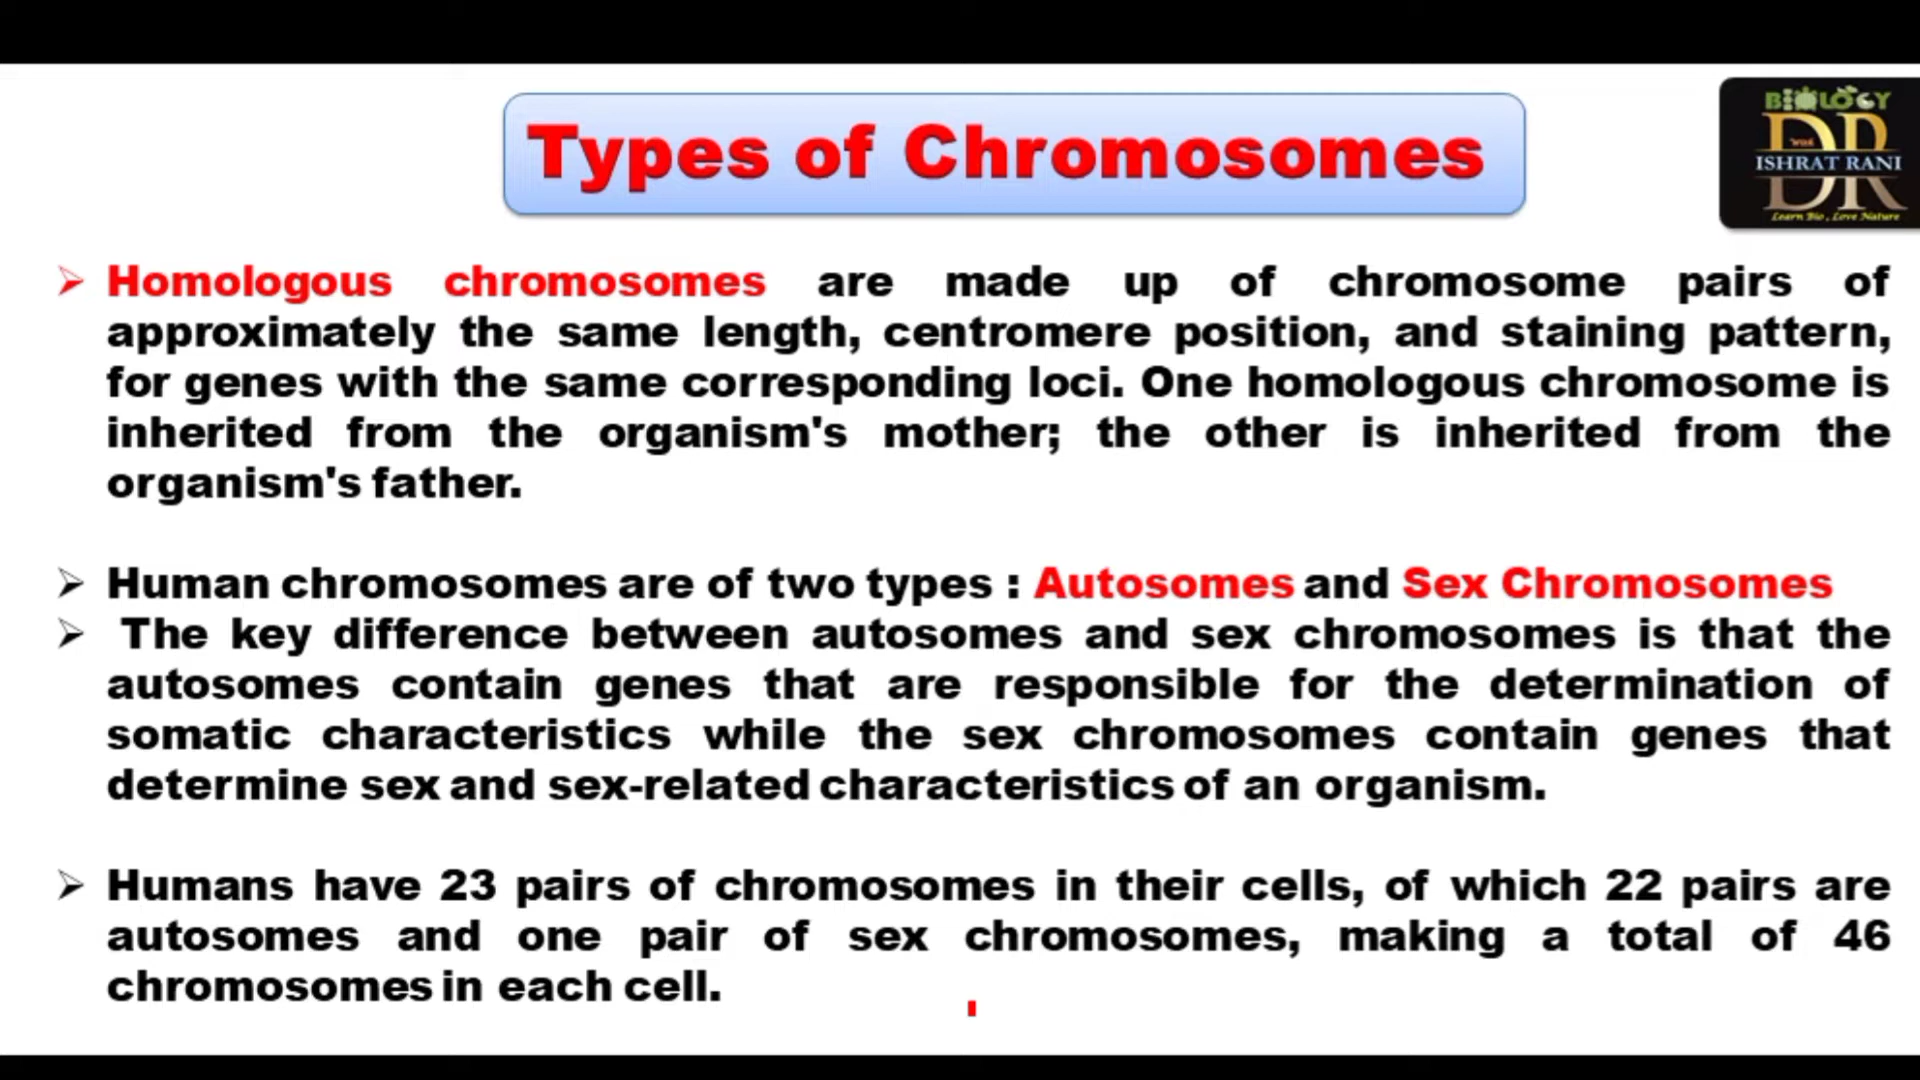 Types of Chromosomes
BIOLOGY
With
DR
ISHRAT RANI
Learn Bio , Love Nature
➢ Homologous chromosomes are made up of chromosome pairs of
approximately the same length, centromere position, and staining pattern,
for genes with the same corresponding loci. One homologous chromosome is
inherited from the organism's mother; the other is inherited from the
organism's father.
➢ Human chromosomes are of two types : Autosomes and Sex Chromosomes
➢ The key difference between autosomes and sex chromosomes is that the
autosomes contain genes that are responsible for the determination of
somatic characteristics while the sex chromosomes contain genes that
determine sex and sex-related characteristics of an organism.
➢ Humans have 23 pairs of chromosomes in their cells, of which 22 pairs are
autosomes and one pair of sex chromosomes, making a total of 46
chromosomes in each cell.